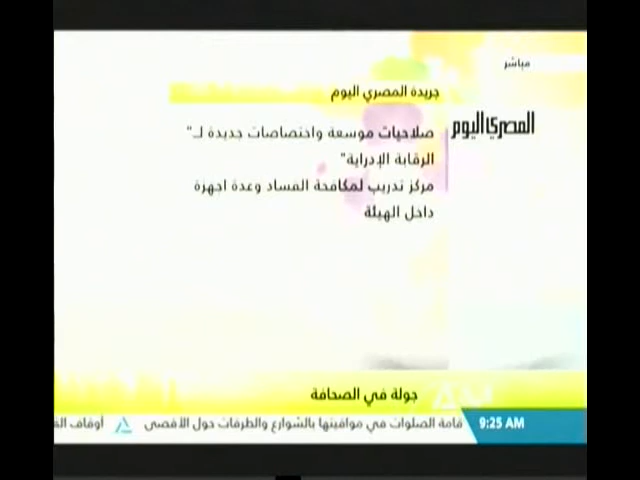 مباشر
جريدة المصري اليوم
المصري اليوم
صلاحيات موسعة واختصاصات جديدة لـ"
الرقابة الإدراية"
مركز تدريب لمكافحة الفساد وعدة اجهزة
داخل الهيئة
جولة في الصحافة
قامة الصلوات في مواقيتها بالشوارع والطرقات حول الأقصى
أوقاف
9:25 AM